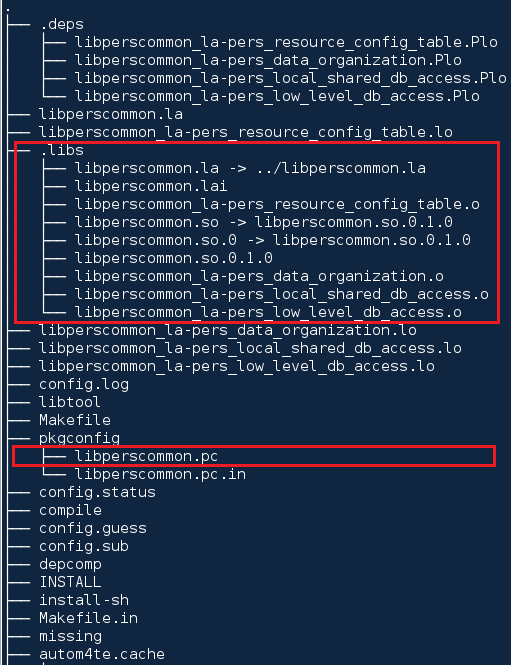 .
├── .deps
│   ├── libperscommon_la-pers_resource_config_table.Plo
│   ├── libperscommon_la-pers_data_organization.Plo
│   ├── libperscommon_la-pers_local_shared_db_access.Plo
│   └── libperscommon_la-pers_low_level_db_access.Plo
├── libperscommon.la
├── libperscommon_la-pers_resource_config_table.lo
├── .libs
│   ├── libperscommon.la -> ../libperscommon.la
│   ├── libperscommon.lai
│   ├── libperscommon_la-pers_resource_config_table.o
│   ├── libperscommon.so -> libperscommon.so.0.1.0
│   ├── libperscommon.so.0 -> libperscommon.so.0.1.0
│   ├── libperscommon.so.0.1.0
│   ├── libperscommon_la-pers_data_organization.o
│   ├── libperscommon_la-pers_local_shared_db_access.o
│   └── libperscommon_la-pers_low_level_db_access.o
├── libperscommon_la-pers_data_organization.lo
├── libperscommon_la-pers_local_shared_db_access.lo
├── libperscommon_la-pers_low_level_db_access.lo
├── config.log
├── libtool
├── Makefile
├── pkgconfig
│   ├── libperscommon.pc
│   └── libperscommon.pc.in
├── config.status
├── compile
├── config.guess
├── config.sub
├── depcomp
├── INSTALL
├── install-sh
├── Makefile.in
├── missing
├── autom4te.cache